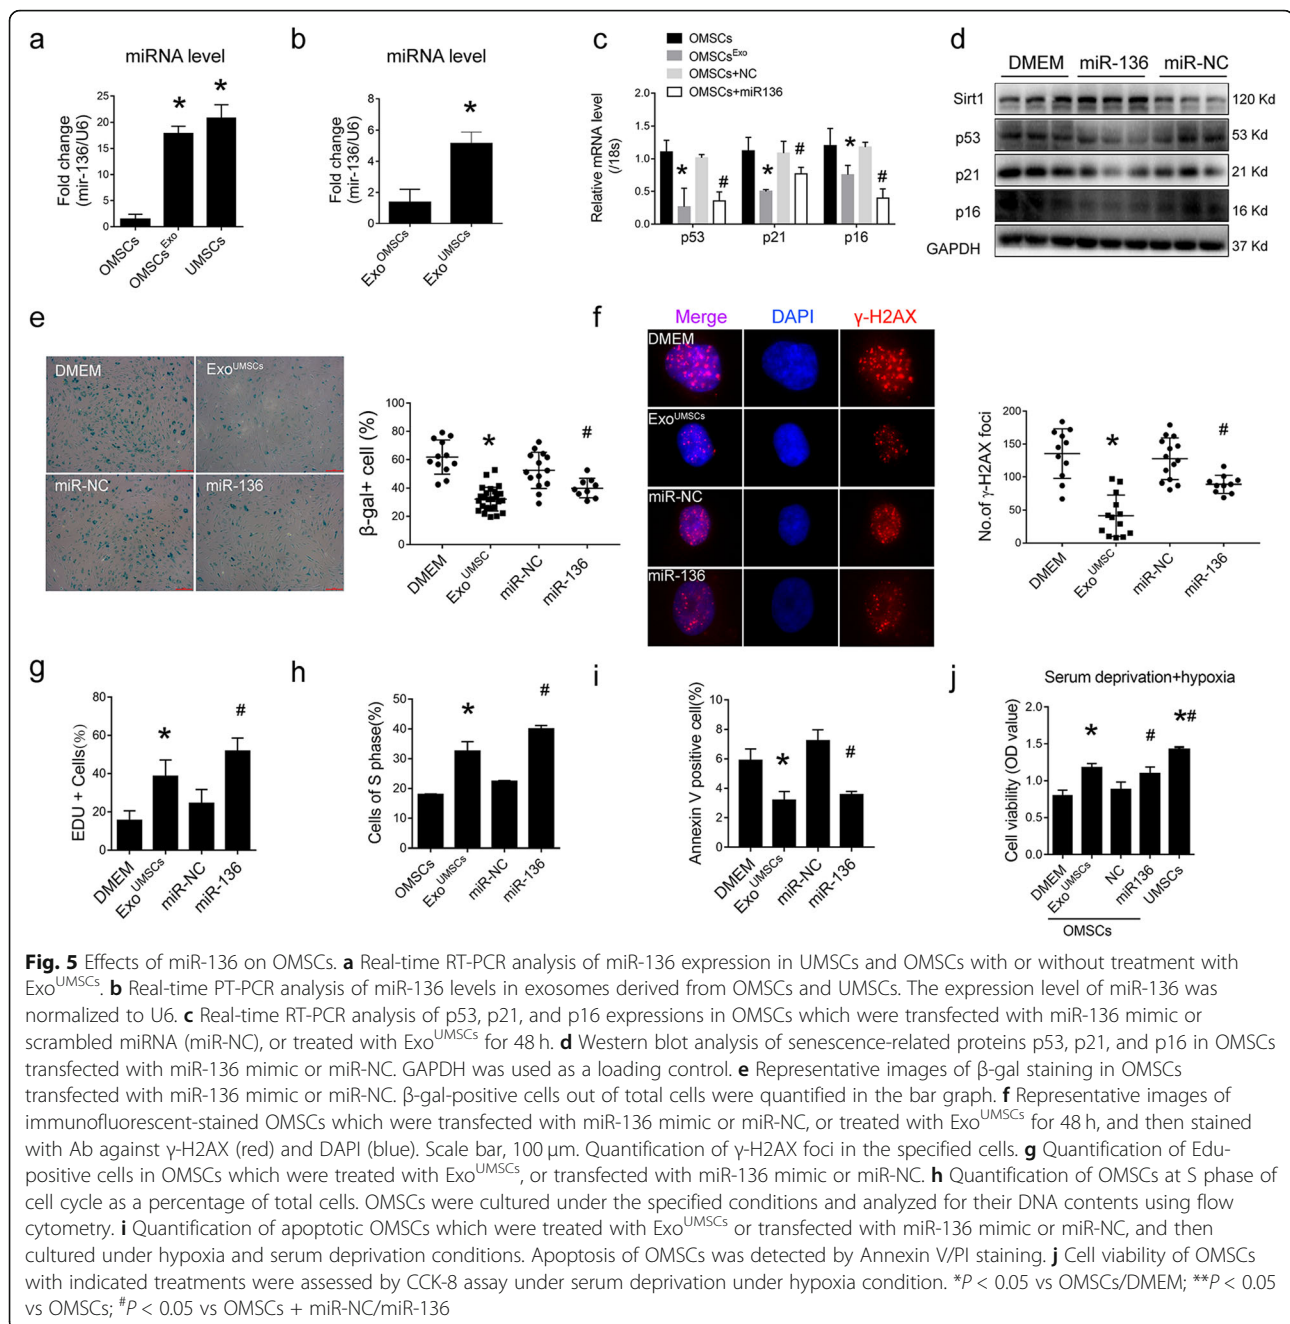 a
miRNA level
Fold change
(mir-136/U6)
25
20
15
10
5
0
*
*
OMSCs
OMSCs^Exo
UMSCs
b
miRNA level
Fold change
(mir-136/U6)
8
6
4
2
0
*
Exo^OMSCs
Exo^UMSCs
c
OMSCs
OMSCs^Exo
OMSCs+NC
OMSCs+miR136
Relative mRNA level
(/18s)
2.0
1.5
1.0
0.5
0.0
*
#
*
#
*
#
p53
p21
p16
d
DMEM miR-136 miR-NC
Sirt1 120 Kd
p53 53 Kd
p21 21 Kd
p16 16 Kd
GAPDH 37 Kd
e
DMEM
Exo^UMSCs
miR-NC
miR-136
β-gal+ cell (%)
100
80
60
40
20
0
*
#
DMEM
Exo^UMSC
miR-NC
miR-136
f
Merge DAPI γ-H2AX
DMEM
Exo^UMSCs
miR-NC
miR-136
No.of γ-H2AX foci
200
150
100
50
0
*
#
DMEM
Exo^UMSCs
miR-NC
miR-136
g
EDU + Cells(%)
80
60
40
20
0
*
#
DMEM
Exo^UMSCs
miR-NC
miR-136
h
Cells of S phase(%)
50
40
30
20
10
0
*
#
OMSCs
Exo^UMSCs
miR-NC
miR-136
i
Annexin V positive cell(%)
10
8
6
4
2
0
*
#
DMEM
Exo^UMSCs
miR-NC
miR-136
j
Serum deprivation+hypoxia
Cell viability (OD value)
2.0
1.5
1.0
0.5
0.0
*
#
*#
DMEM
Exo^UMSCs
NC
miR136
UMSCs
OMSCs
Fig. 5 Effects of miR-136 on OMSCs. a Real-time RT-PCR analysis of miR-136 expression in UMSCs and OMSCs with or without treatment with
Exo^UMSCs. b Real-time PT-PCR analysis of miR-136 levels in exosomes derived from OMSCs and UMSCs. The expression level of miR-136 was
normalized to U6. c Real-time RT-PCR analysis of p53, p21, and p16 expressions in OMSCs which were transfected with miR-136 mimic or
scrambled miRNA (miR-NC), or treated with Exo^UMSCs for 48 h. d Western blot analysis of senescence-related proteins p53, p21, and p16 in OMSCs
transfected with miR-136 mimic or miR-NC. GAPDH was used as a loading control. e Representative images of β-gal staining in OMSCs
transfected with miR-136 mimic or miR-NC. β-gal-positive cells out of total cells were quantified in the bar graph. f Representative images of
immunofluorescent-stained OMSCs which were transfected with miR-136 mimic or miR-NC, or treated with Exo^UMSCs for 48 h, and then stained
with Ab against γ-H2AX (red) and DAPI (blue). Scale bar, 100 μm. Quantification of γ-H2AX foci in the specified cells. g Quantification of Edu-
positive cells in OMSCs which were treated with Exo^UMSCs, or transfected with miR-136 mimic or miR-NC. h Quantification of OMSCs at S phase of
cell cycle as a percentage of total cells. OMSCs were cultured under the specified conditions and analyzed for their DNA contents using flow
cytometry. i Quantification of apoptotic OMSCs which were treated with Exo^UMSCs or transfected with miR-136 mimic or miR-NC, and then
cultured under hypoxia and serum deprivation conditions. Apoptosis of OMSCs was detected by Annexin V/PI staining. j Cell viability of OMSCs
with indicated treatments were assessed by CCK-8 assay under serum deprivation under hypoxia condition. *P < 0.05 vs OMSCs/DMEM; **P < 0.05
vs OMSCs; #P < 0.05 vs OMSCs + miR-NC/miR-136